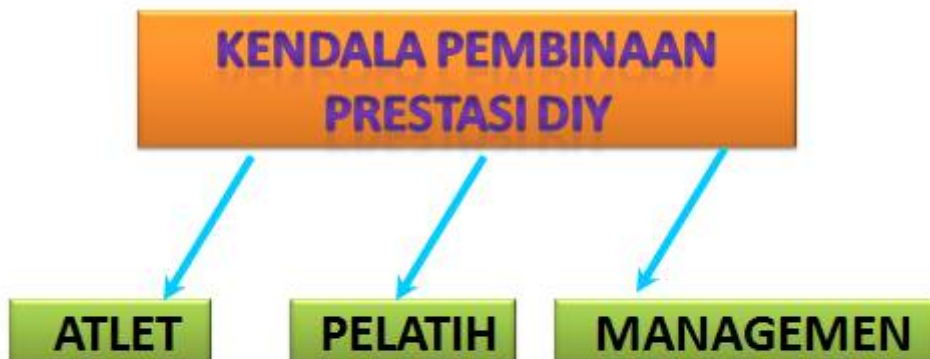 KENDALA PEMBINAAN
PRESTASI DIY
ATLET
PELATIH
MANAGEMEN